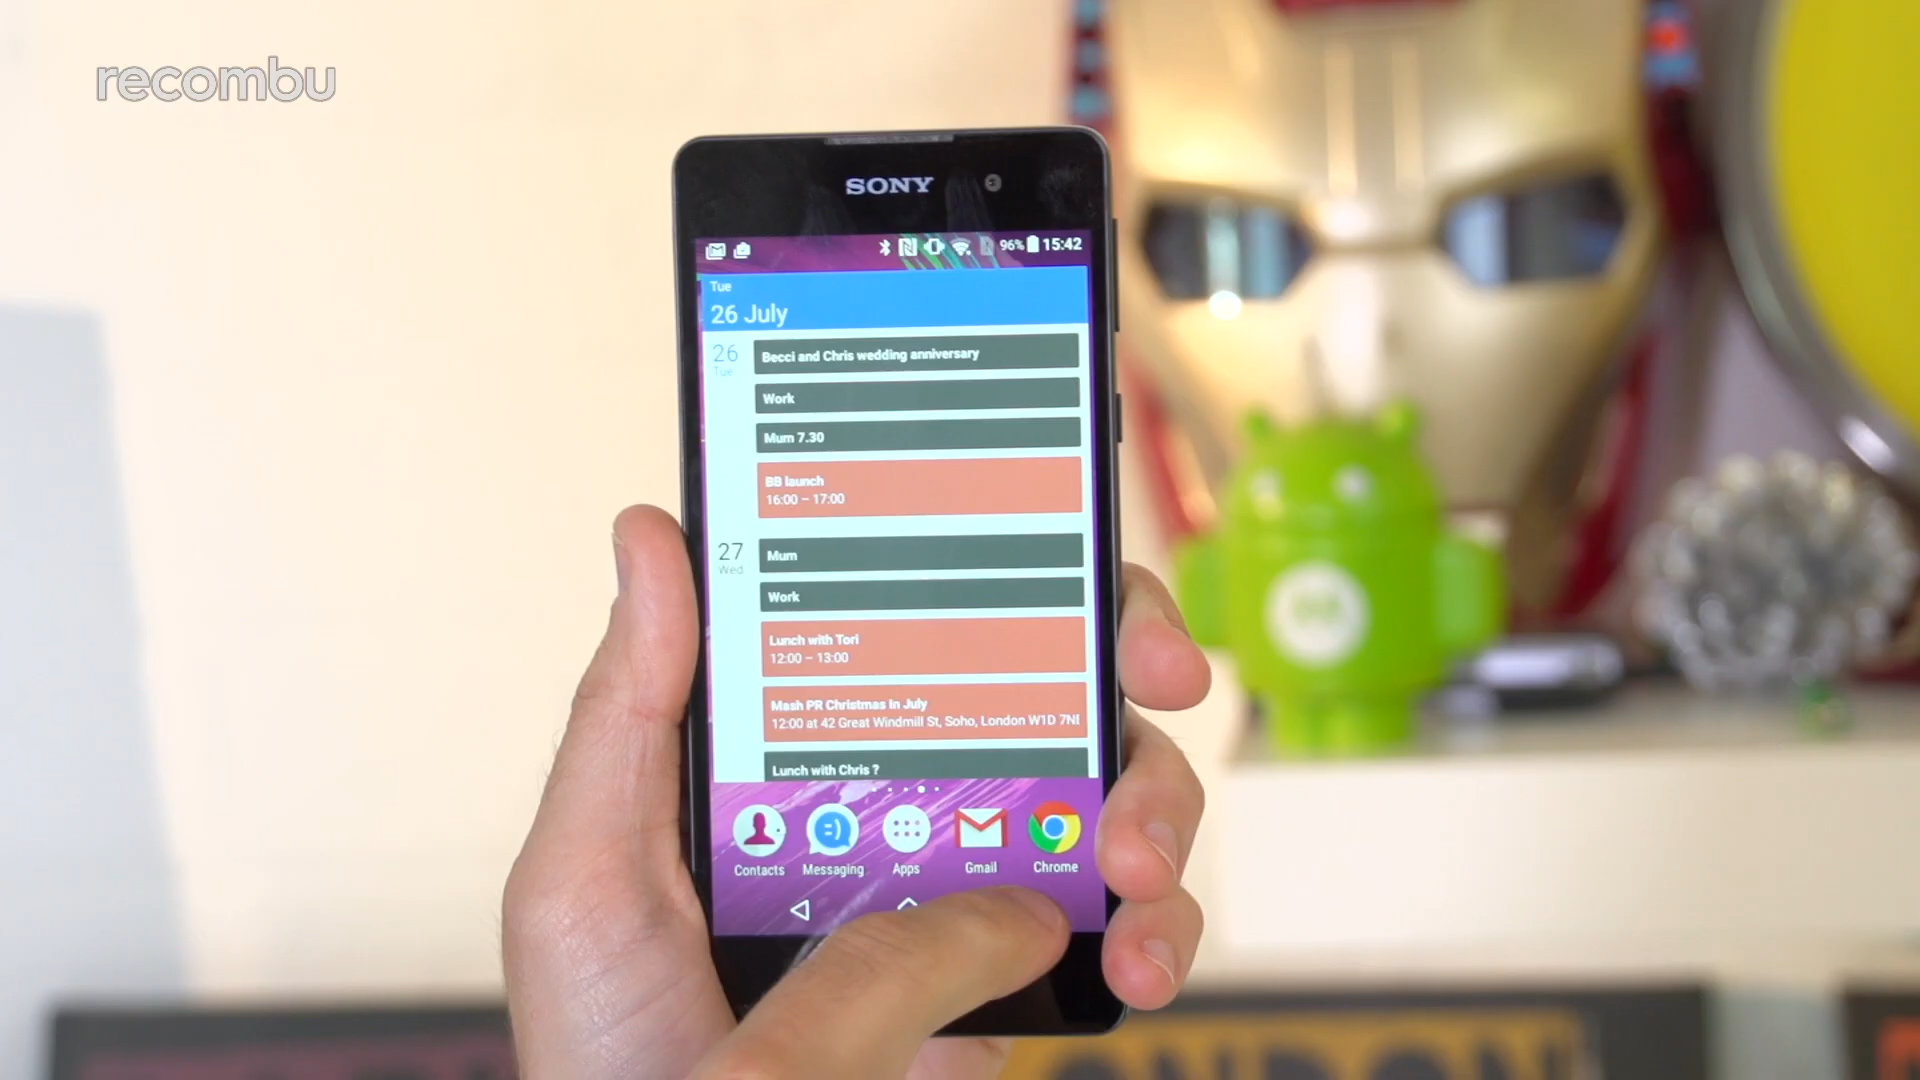 recombu
SONY
96% 15:42
Tue
26 July
26
Tue
Becci and Chris wedding anniversary
Work
Mum 7.30
BB launch
16:00 – 17:00
27
Wed
Mum
Work
Lunch with Tori
12:00 – 13:00
Mash PR Christmas In July
12:00 at 42 Great Windmill St, Soho, London W1D 7N
Lunch with Chris ?
Contacts Messaging Apps Gmail Chrome